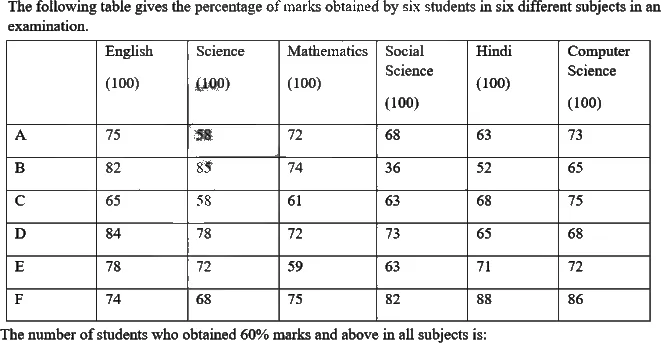 The following table gives the percentage of marks obtained by six students in six different subjects in an
examination.
English (100) Science (100) Mathematics (100) Social Science (100) Hindi (100) Computer Science (100)
A 75 58 72 68 63 73
B 82 85 74 36 52 65
C 65 58 61 63 68 75
D 84 78 72 73 65 68
E 78 72 59 63 71 72
F 74 68 75 82 88 86
The number of students who obtained 60% marks and above in all subjects is: